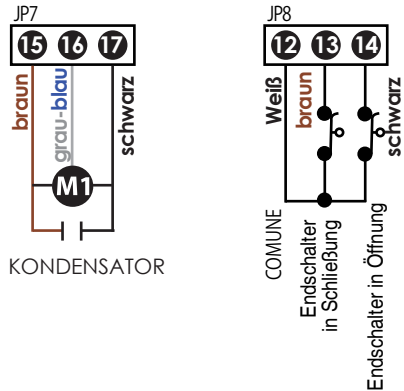 JP7
15 16 17
braun
grau-blau
schwarz
M1
KONDENSATOR
JP8
12 13 14
Weiß
braun
schwarz
COMUNE
Endschalter
in Schließung
Endschalter in Öffnung